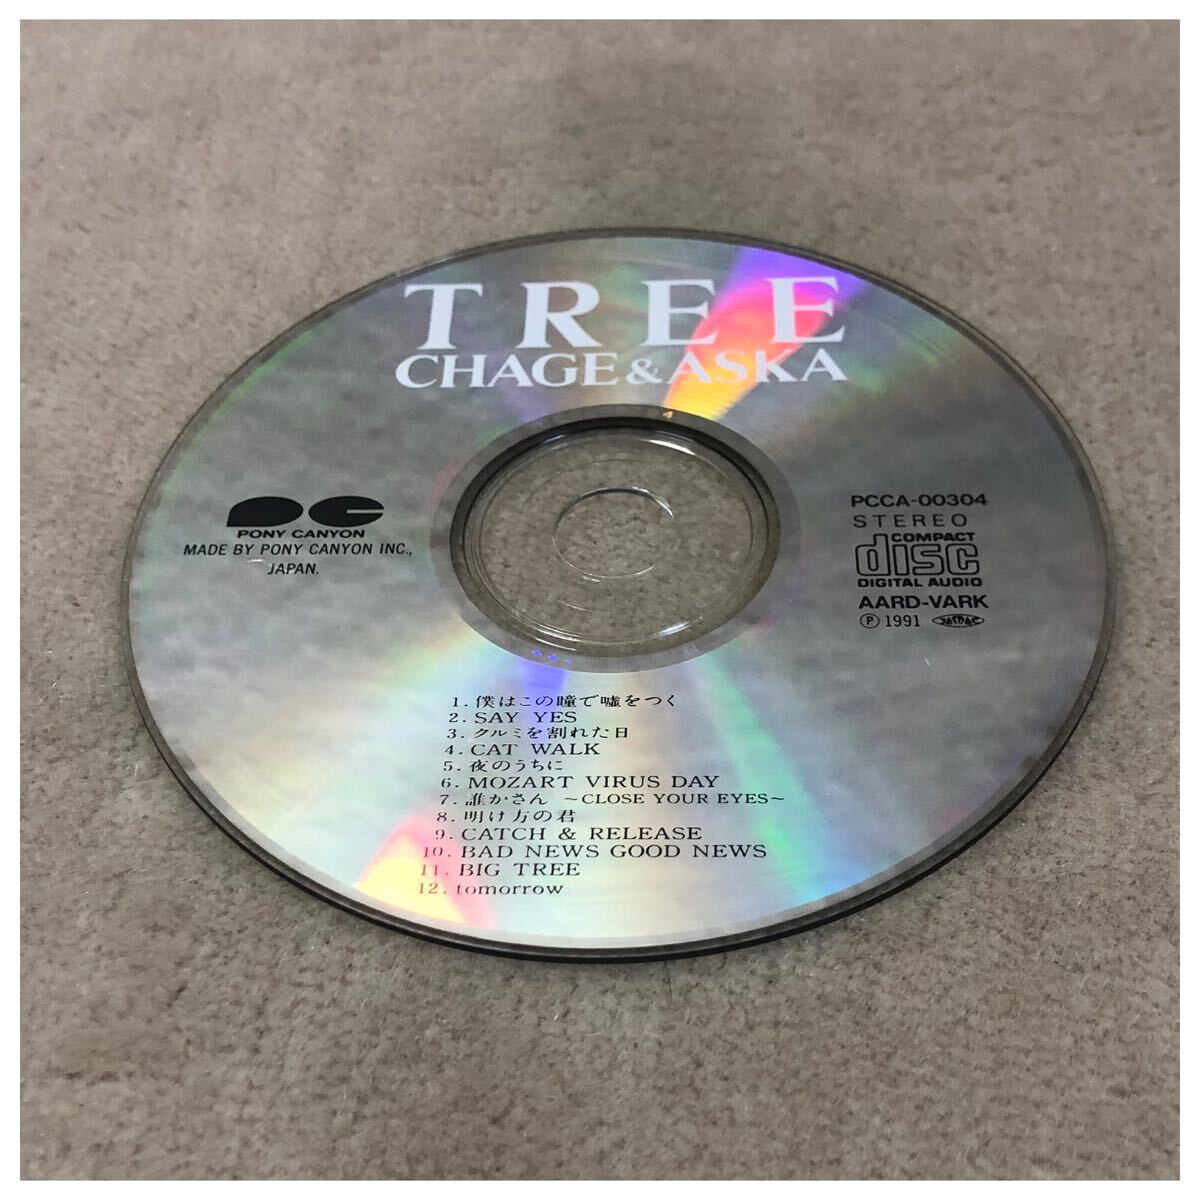 TREE
CHAGE&ASKA
PONY CANYON
MADE BY PONY CANYON INC.,
JAPAN.
PCCA-00304
STEREO
COMPACT
disc
DIGITAL AUDIO
AARD-VARK
Ⓟ 1991 JASRAC
1. 僕はこの瞳で嘘をつく
2. SAY YES
3. クルミを割れた日
4. CAT WALK
5. 夜のうちに
6. MOZART VIRUS DAY
7. 誰かさん ～CLOSE YOUR EYES～
8. 明け方の君
9. CATCH & RELEASE
10. BAD NEWS GOOD NEWS
11. BIG TREE
12. tomorrow